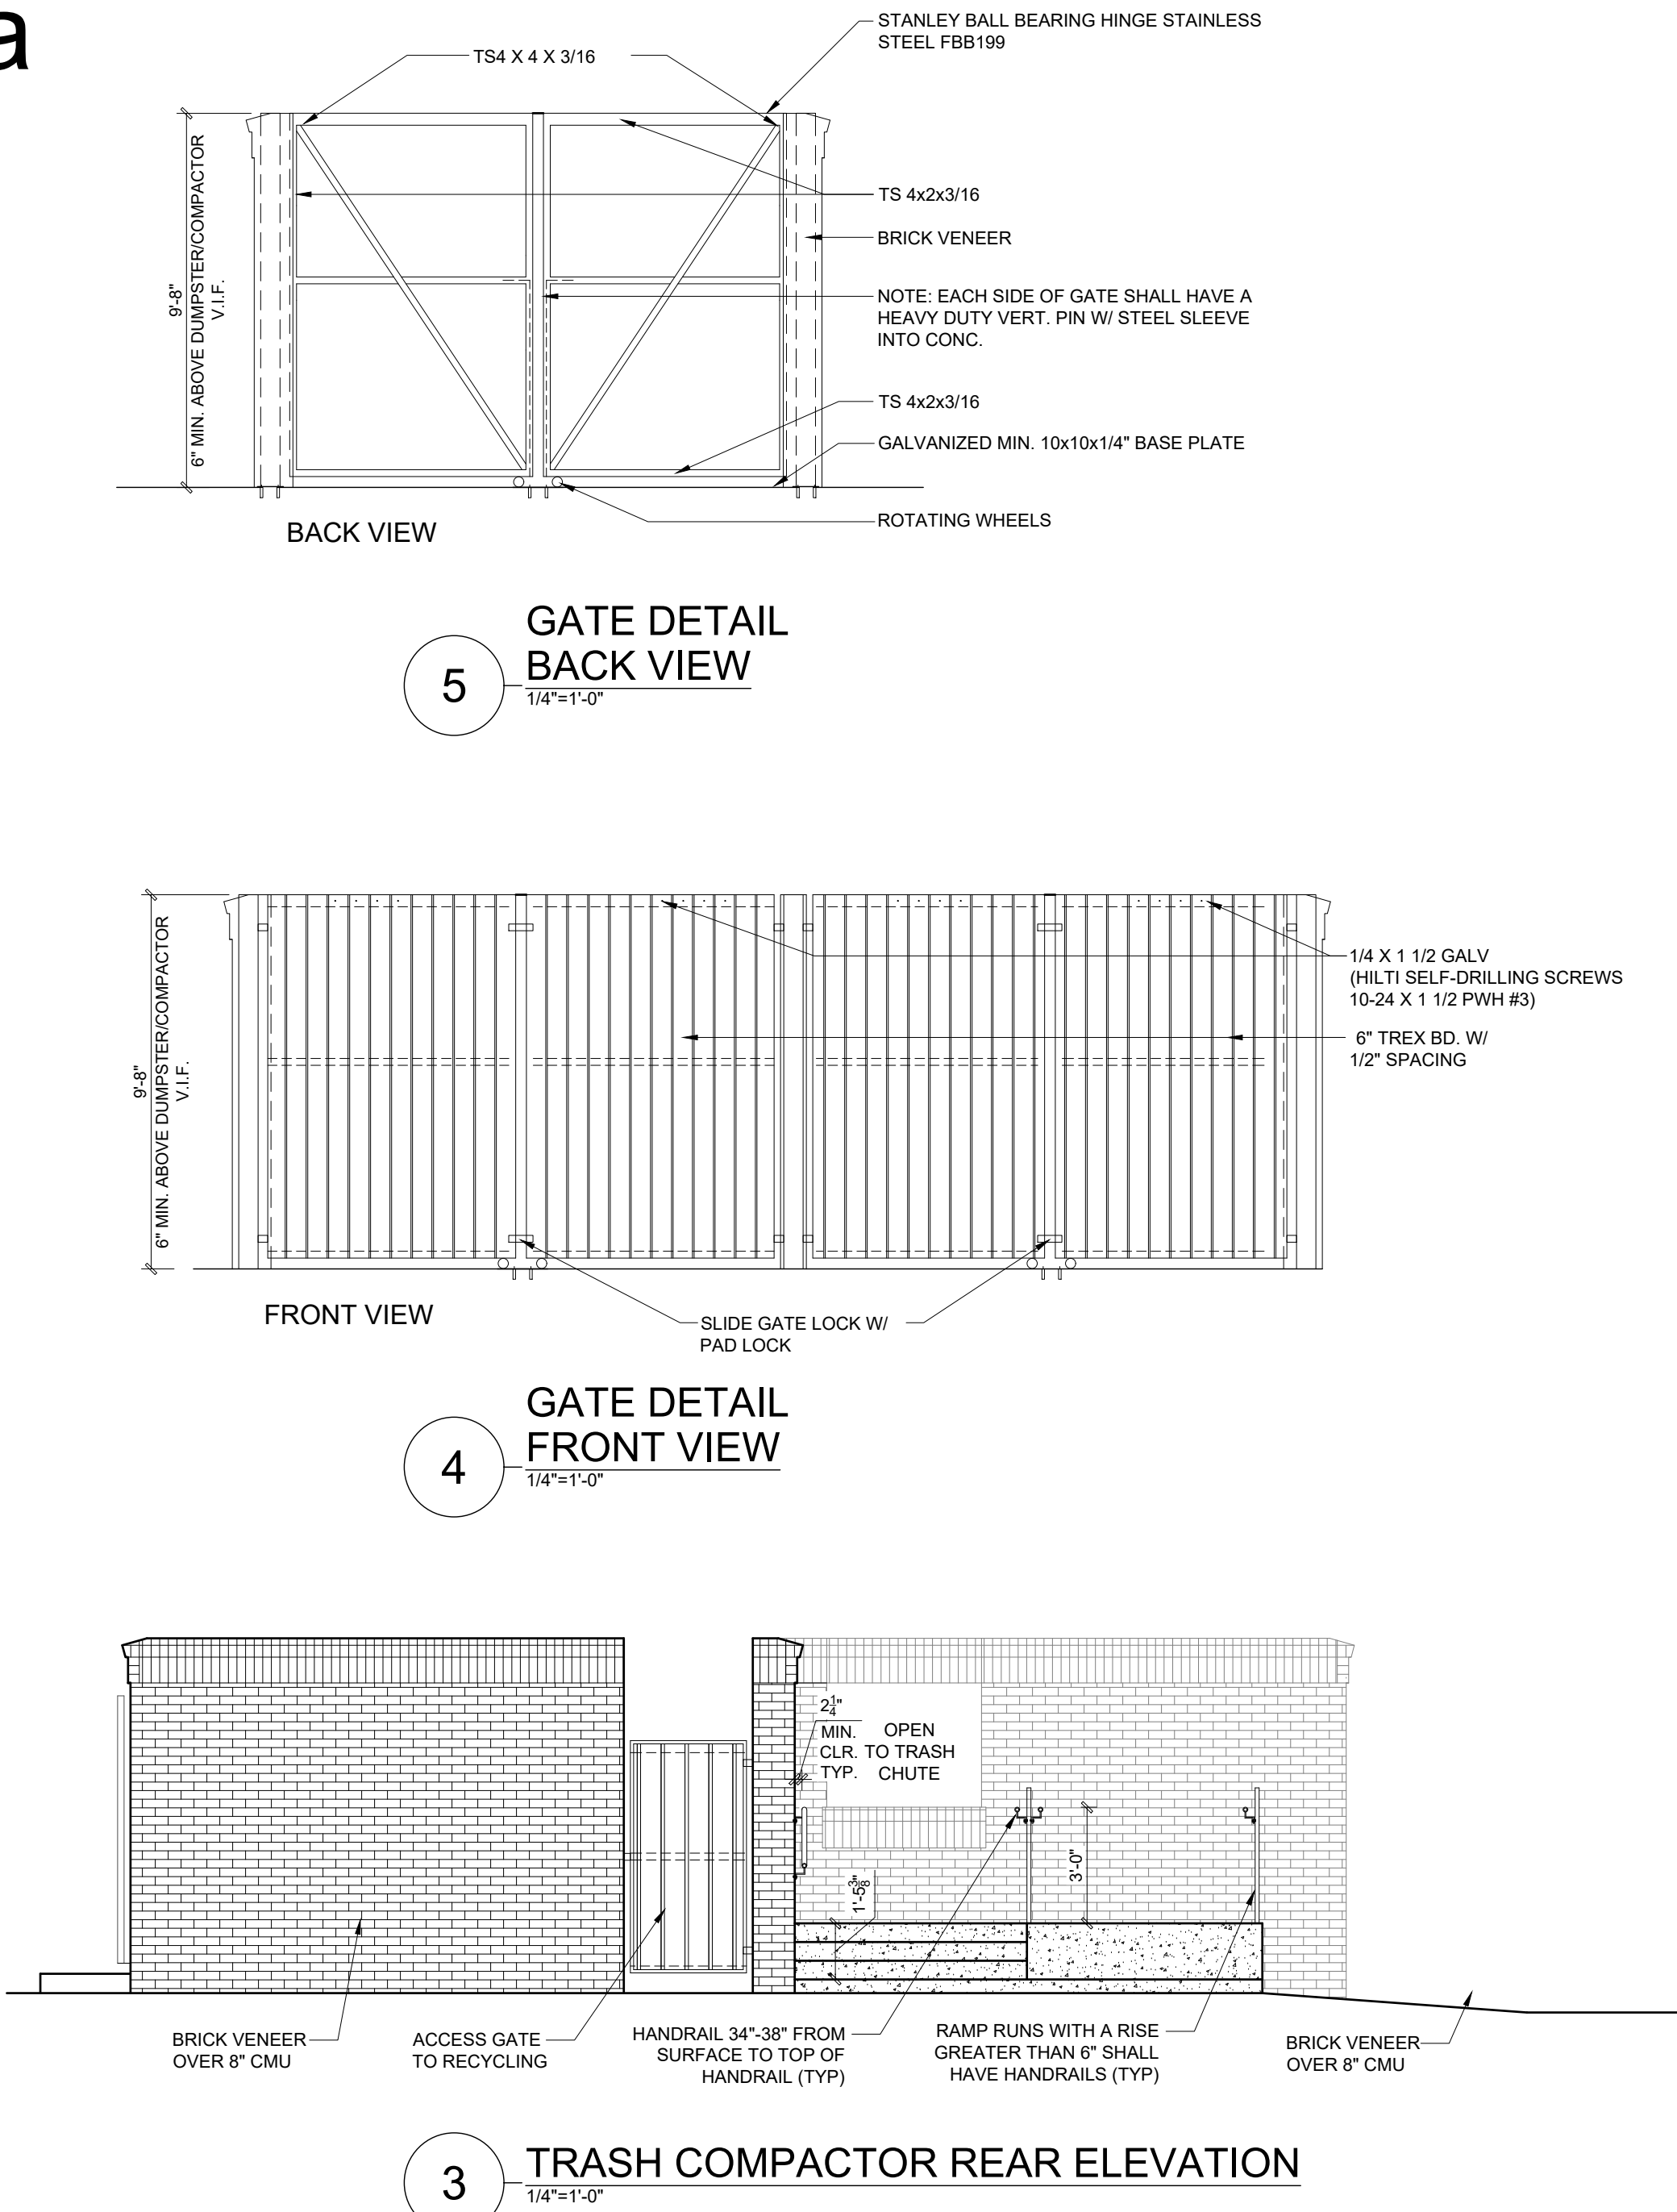 a
STANLEY BALL BEARING HINGE STAINLESS
STEEL FBB199
TS4 X 4 X 3/16
9'-8"
6" MIN. ABOVE DUMPSTER/COMPACTOR
V.I.F.
TS 4x2x3/16
BRICK VENEER
NOTE: EACH SIDE OF GATE SHALL HAVE A
HEAVY DUTY VERT. PIN W/ STEEL SLEEVE
INTO CONC.
TS 4x2x3/16
GALVANIZED MIN. 10x10x1/4" BASE PLATE
ROTATING WHEELS
BACK VIEW
5
GATE DETAIL
BACK VIEW
1/4"=1'-0"
9'-8"
6" MIN. ABOVE DUMPSTER/COMPACTOR
V.I.F.
1/4 X 1 1/2 GALV
(HILTI SELF-DRILLING SCREWS
10-24 X 1 1/2 PWH #3)
6" TREX BD. W/
1/2" SPACING
FRONT VIEW
SLIDE GATE LOCK W/
PAD LOCK
4
GATE DETAIL
FRONT VIEW
1/4"=1'-0"
2 1/4"
MIN.
CLR.
TYP.
OPEN
TO TRASH
CHUTE
1'-5 3/8"
3'-0"
BRICK VENEER
OVER 8" CMU
ACCESS GATE
TO RECYCLING
HANDRAIL 34"-38" FROM
SURFACE TO TOP OF
HANDRAIL (TYP)
RAMP RUNS WITH A RISE
GREATER THAN 6" SHALL
HAVE HANDRAILS (TYP)
BRICK VENEER
OVER 8" CMU
3
TRASH COMPACTOR REAR ELEVATION
1/4"=1'-0"